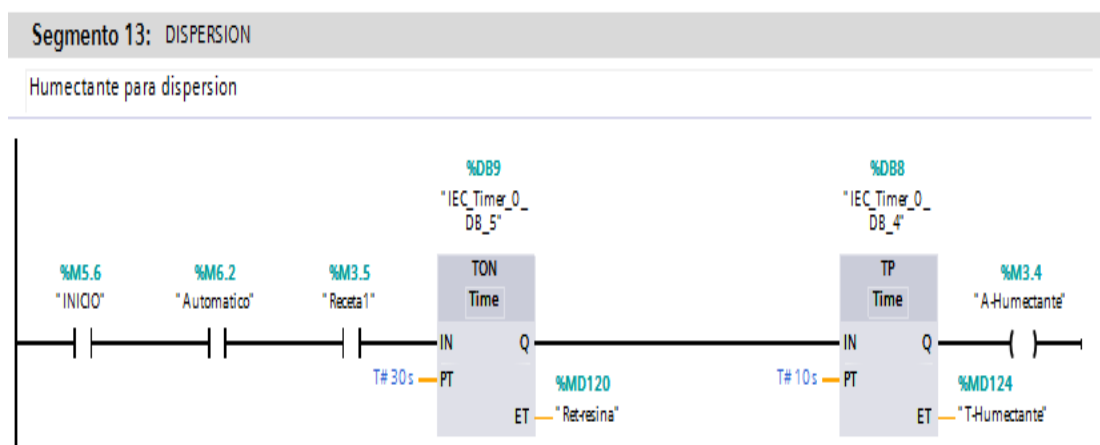 Segmento 13: DISPERSION
Humectante para dispersion
%DB9
"IEC_Timer_0_
DB_5"
%DB8
"IEC_Timer_0_
DB_4"
%M5.6
"INICIO"
%M6.2
"Automatico"
%M3.5
"Receta1"
TON
Time
TP
Time
%M3.4
"A-Humectante"
IN
Q
IN
Q
T#30s
PT
%MD120
T#10s
PT
%MD124
ET
"Ret-resina"
ET
"T-Humectante"